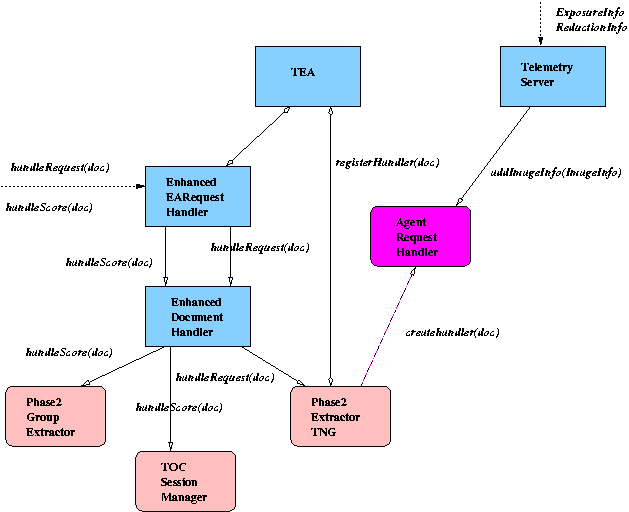 ExposureInfo
ReductionInfo
TEA
Telemetry
Server
registerHandler(doc)
handleRequest(doc)
addImageInfo(ImageInfo)
Enhanced
EARequest
Handler
handleScore(doc)
Agent
Request
Handler
handleRequest(doc)
handleScore(doc)
Enhanced
Document
Handler
createhandler(doc)
handleScore(doc)
handleRequest(doc)
handleScore(doc)
Phase2
Group
Extractor
Phase2
Extractor
TNG
TOC
Session
Manager